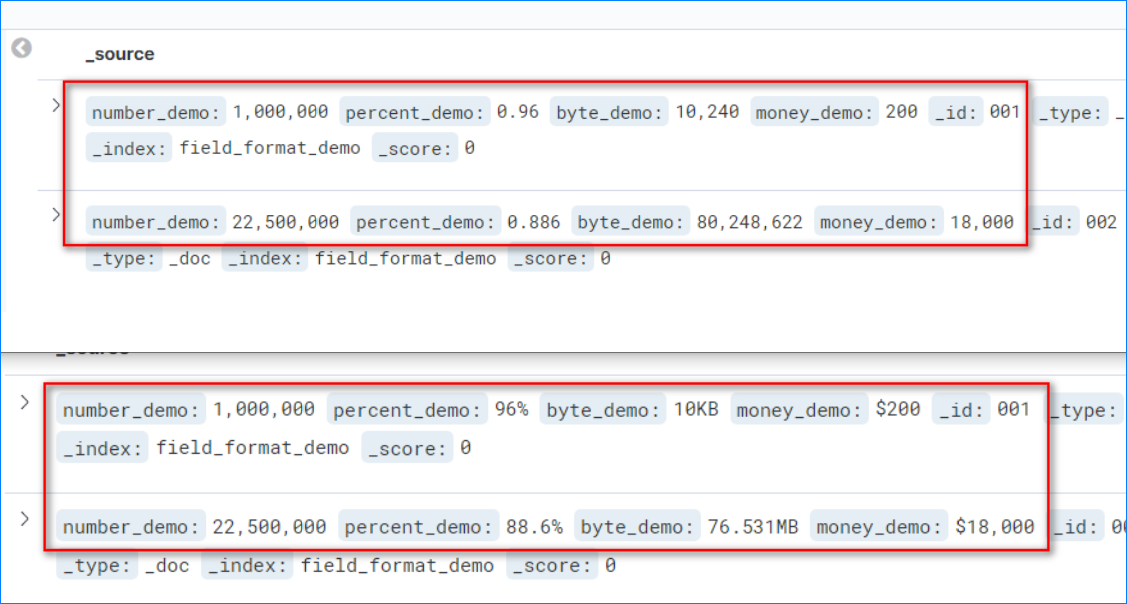 _source
number_demo: 1,000,000 percent_demo: 0.96 byte_demo: 10,240 money_demo: 200 _id: 001 _type: _
_index: field_format_demo _score: 0
number_demo: 22,500,000 percent_demo: 0.886 byte_demo: 80,248,622 money_demo: 18,000 _id: 002
_type: _doc _index: field_format_demo _score: 0
number_demo: 1,000,000 percent_demo: 96% byte_demo: 10KB money_demo: $200 _id: 001 _type:
_index: field_format_demo _score: 0
number_demo: 22,500,000 percent_demo: 88.6% byte_demo: 76.531MB money_demo: $18,000 _id:
_type: _doc _index: field_format_demo _score: 0